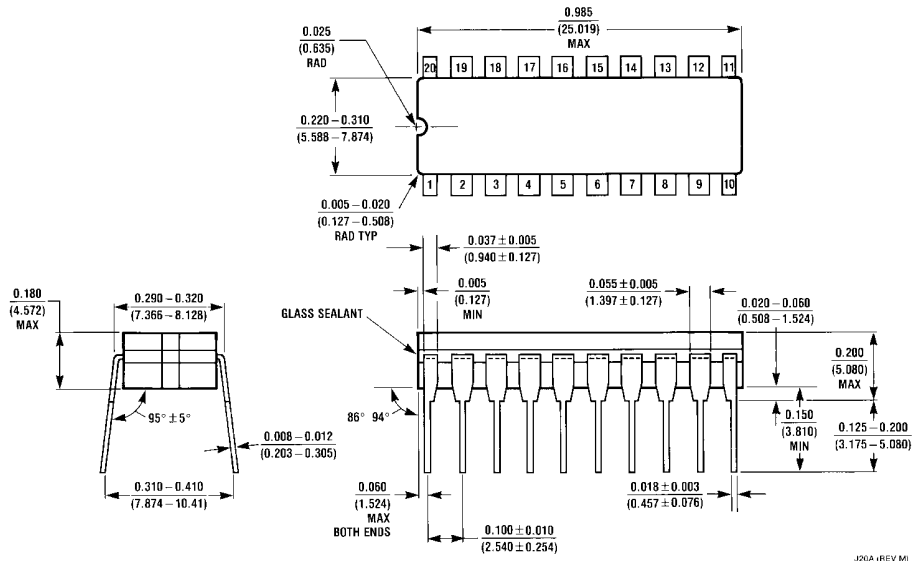 0.985
(25.019)
MAX
0.025
(0.635)
RAD
20 19 18 17 16 15 14 13 12 11
0.220 – 0.310
(5.588 – 7.874)
1 2 3 4 5 6 7 8 9 10
0.005 – 0.020
(0.127 – 0.508)
RAD TYP
0.037 ± 0.005
(0.940 ± 0.127)
0.005
(0.127)
MIN
0.055 ± 0.005
(1.397 ± 0.127)
0.020 – 0.060
(0.508 – 1.524)
0.180
(4.572)
MAX
0.290 – 0.320
(7.366 – 8.128)
GLASS SEALANT
0.200
(5.080)
MAX
95° ± 5°
86° 94°
0.150
(3.810)
MIN
0.125 – 0.200
(3.175 – 5.080)
0.008 – 0.012
(0.203 – 0.305)
0.310 – 0.410
(7.874 – 10.41)
0.060
(1.524)
MAX
BOTH ENDS
0.100 ± 0.010
(2.540 ± 0.254)
0.018 ± 0.003
(0.457 ± 0.076)
J20A (REV M)